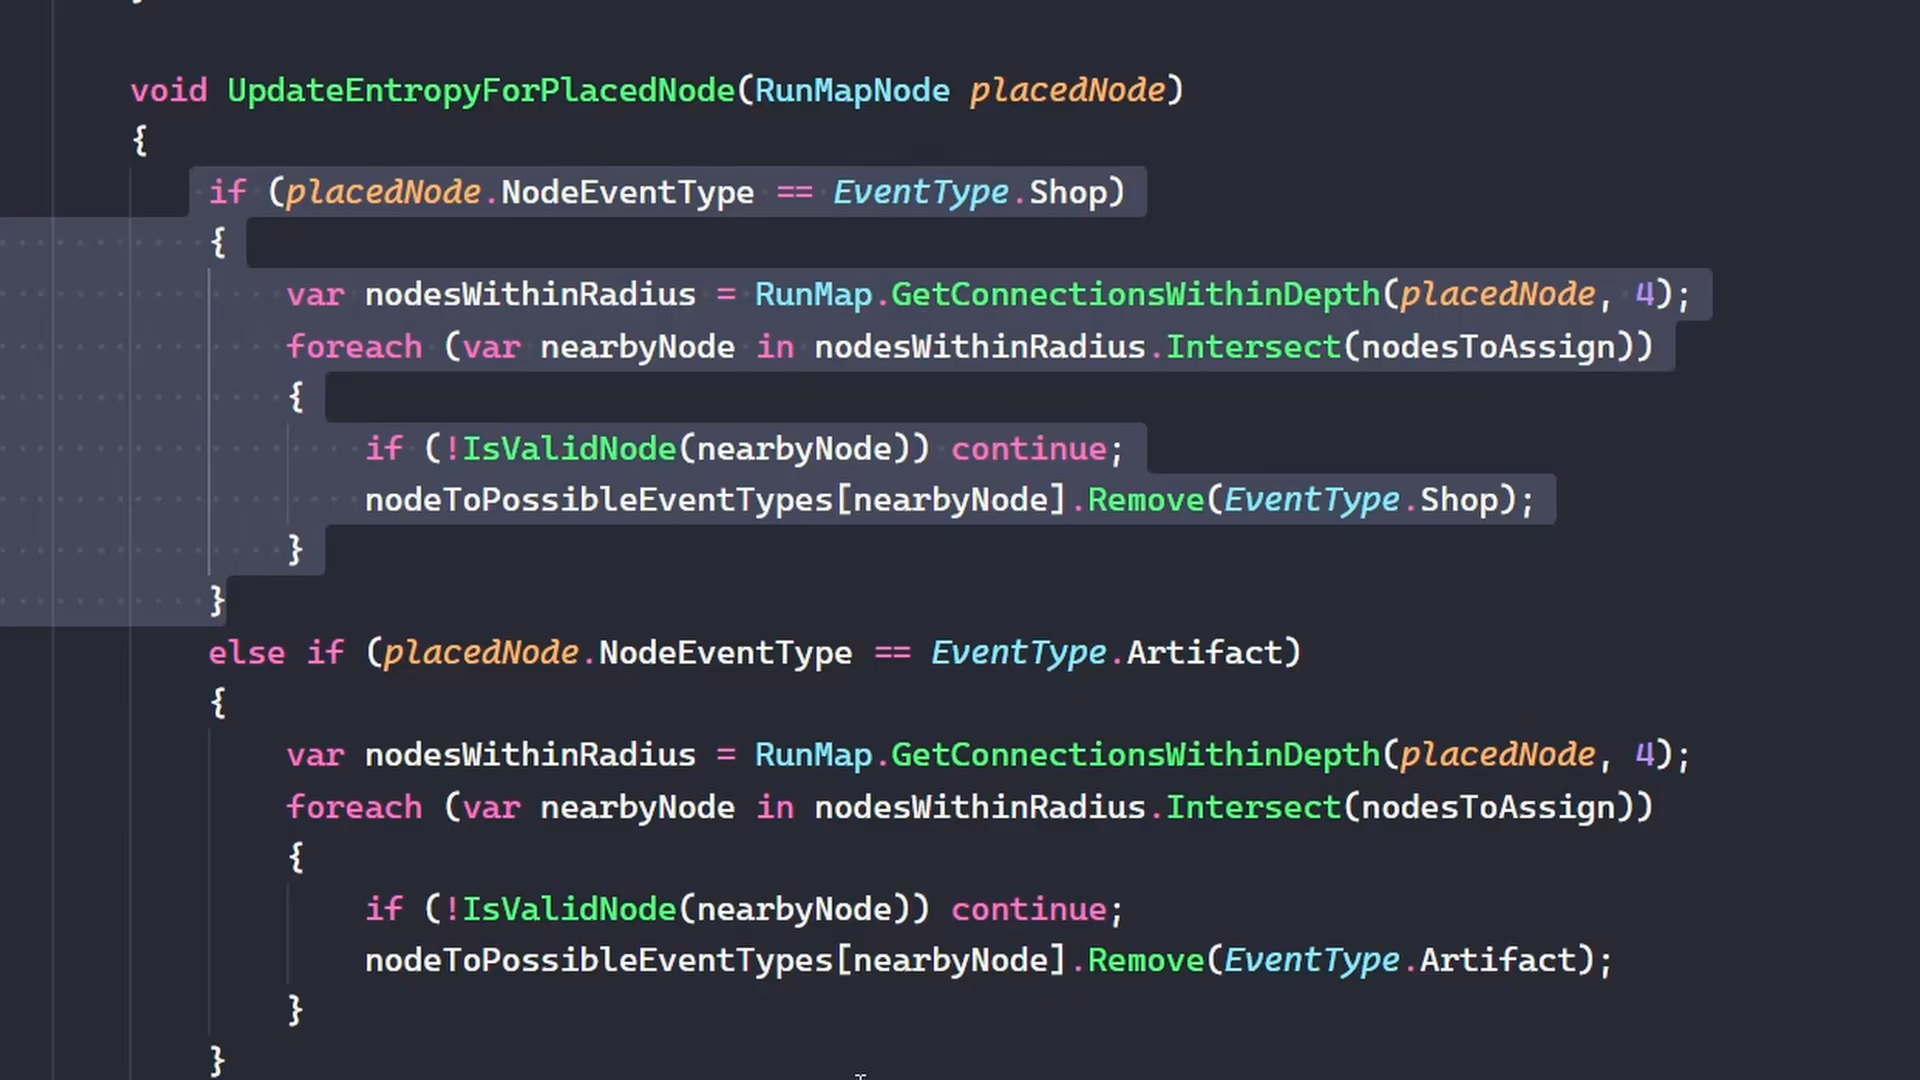 void UpdateEntropyForPlacedNode(RunMapNode placedNode)
{
if (placedNode.NodeEventType == EventType.Shop)
{
var nodesWithinRadius = RunMap.GetConnectionsWithinDepth(placedNode, 4);
foreach (var nearbyNode in nodesWithinRadius.Intersect(nodesToAssign))
{
if (!IsValidNode(nearbyNode)) continue;
nodeToPossibleEventTypes[nearbyNode].Remove(EventType.Shop);
}
}
else if (placedNode.NodeEventType == EventType.Artifact)
{
var nodesWithinRadius = RunMap.GetConnectionsWithinDepth(placedNode, 4);
foreach (var nearbyNode in nodesWithinRadius.Intersect(nodesToAssign))
{
if (!IsValidNode(nearbyNode)) continue;
nodeToPossibleEventTypes[nearbyNode].Remove(EventType.Artifact);
}
}